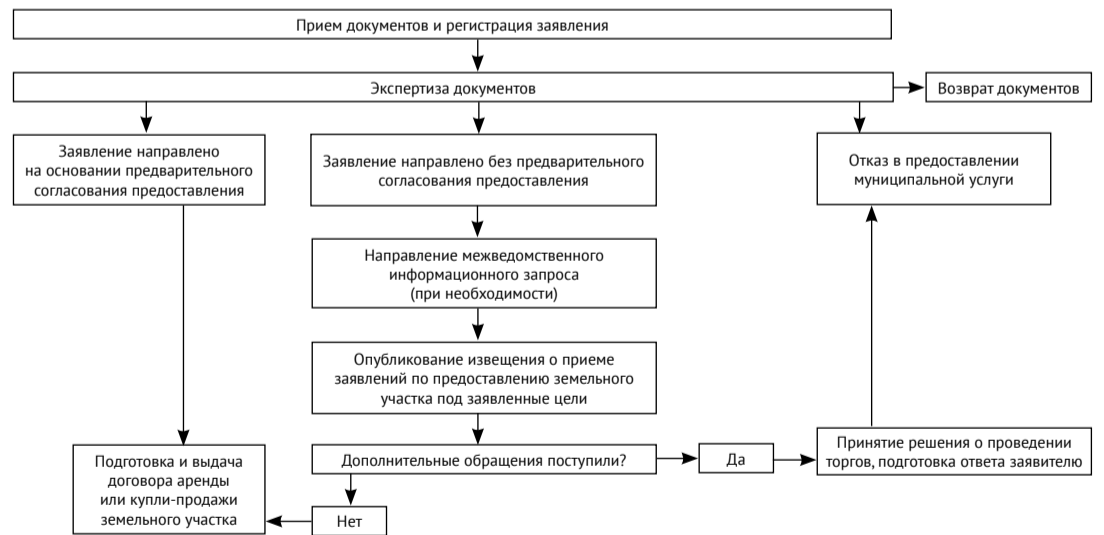 Прием документов и регистрация заявления
Экспертиза документов
Возврат документов
Заявление направлено
на основании предварительного
согласования предоставления
Заявление направлено без предварительного
согласования предоставления
Отказ в предоставлении
муниципальной услуги
Направление межведомственного
информационного запроса
(при необходимости)
Опубликование извещения о приеме
заявлений по предоставлению земельного
участка под заявленные цели
Дополнительные обращения поступили?
Да
Принятие решения о проведении
торгов, подготовка ответа заявителю
Подготовка и выдача
договора аренды
или купли-продажи
земельного участка
Нет